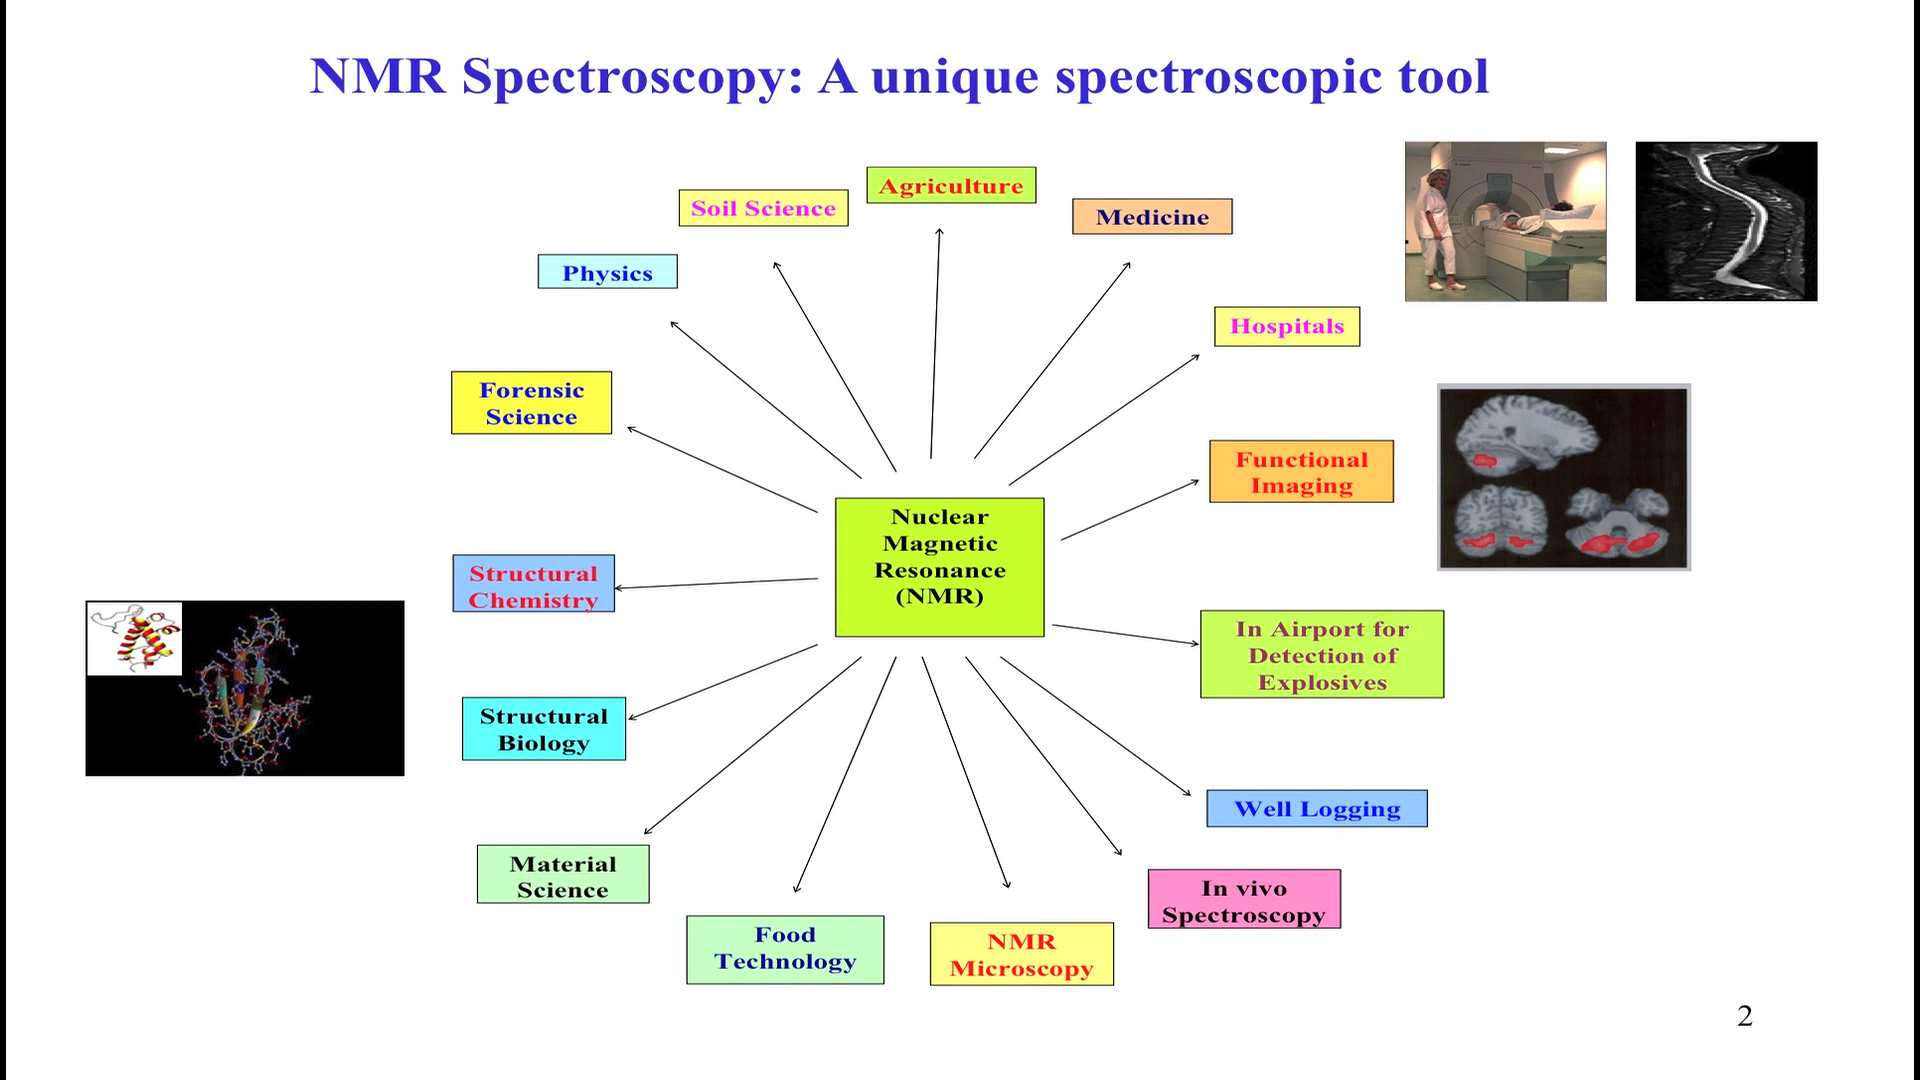 NMR Spectroscopy: A unique spectroscopic tool
Agriculture
Soil Science
Medicine
Physics
Hospitals
Forensic
Science
Functional
Imaging
Nuclear
Magnetic
Resonance
(NMR)
Structural
Chemistry
In Airport for
Detection of
Explosives
Structural
Biology
Well Logging
Material
Science
In vivo
Spectroscopy
Food
Technology
NMR
Microscopy
2